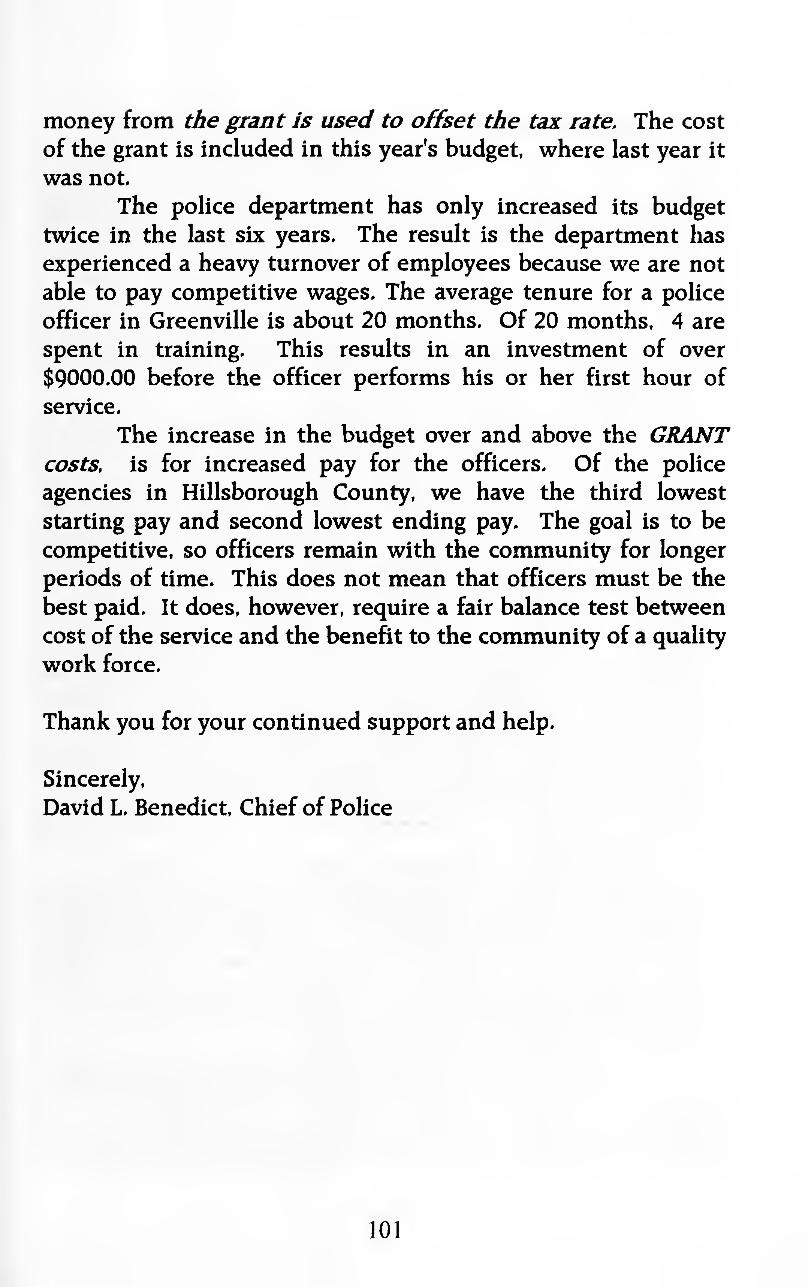 money from the grant is used to offset the tax rate. The cost
of the grant is included in this year's budget, where last year it
was not.
The police department has only increased its budget
twice in the last six years. The result is the department has
experienced a heavy turnover of employees because we are not
able to pay competitive wages. The average tenure for a police
officer in Greenville is about 20 months. Of 20 months, 4 are
spent in training. This results in an investment of over
$9000.00 before the officer performs his or her first hour of
service.
The increase in the budget over and above the GRANT
costs, is for increased pay for the officers. Of the police
agencies in Hillsborough County, we have the third lowest
starting pay and second lowest ending pay. The goal is to be
competitive, so officers remain with the community for longer
periods of time. This does not mean that officers must be the
best paid. It does, however, require a fair balance test between
cost of the service and the benefit to the community of a quality
work force.
Thank you for your continued support and help.
Sincerely,
David L. Benedict, Chief of Police
101